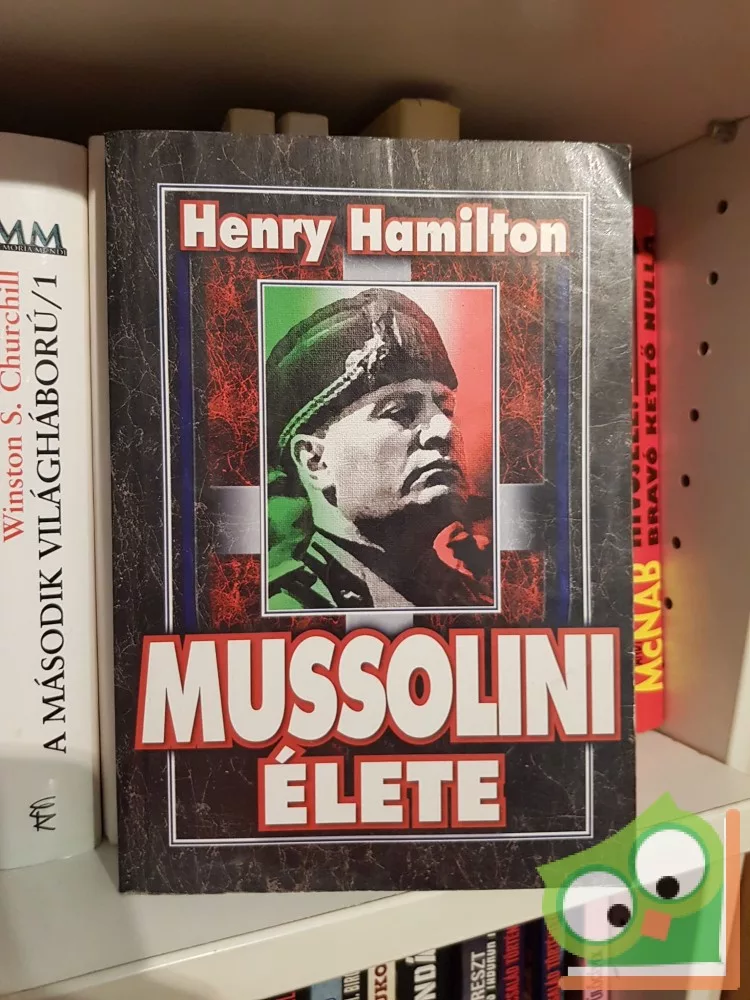 Henry Hamilton
MUSSOLINI
ÉLETE
MM
Winston S. Churchill
A MÁSODIK VILÁGHÁBORÚ/1
McNAB
BRAVÓ KETTŐ NULLA